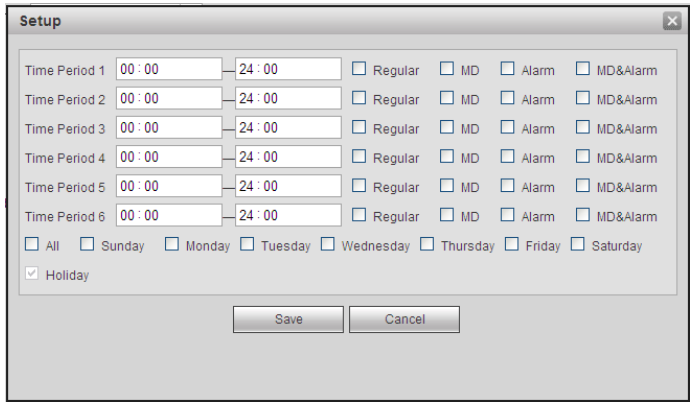 Setup
Time Period 1 00:00 — 24:00 Regular MD Alarm MD&Alarm
Time Period 2 00:00 — 24:00 Regular MD Alarm MD&Alarm
Time Period 3 00:00 — 24:00 Regular MD Alarm MD&Alarm
Time Period 4 00:00 — 24:00 Regular MD Alarm MD&Alarm
Time Period 5 00:00 — 24:00 Regular MD Alarm MD&Alarm
Time Period 6 00:00 — 24:00 Regular MD Alarm MD&Alarm
All Sunday Monday Tuesday Wednesday Thursday Friday Saturday
Holiday
Save Cancel